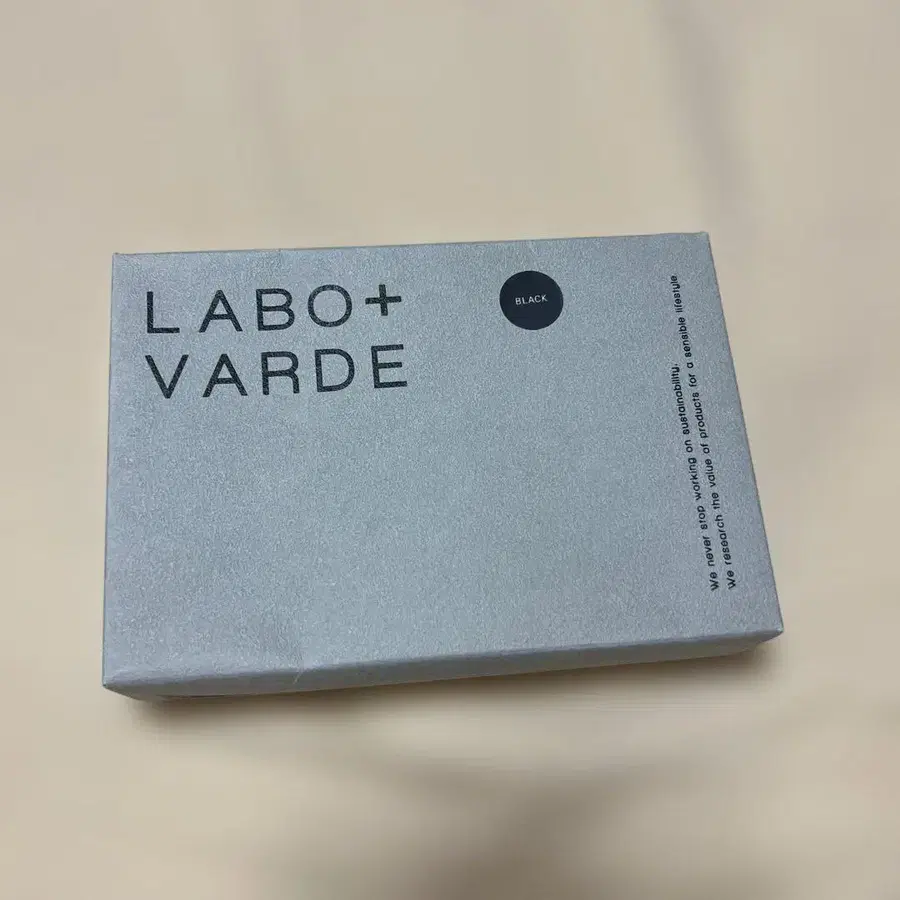 LABO+
VARDE
BLACK
We never stop working on sustainability.
We research the value of products for a sensible lifestyle